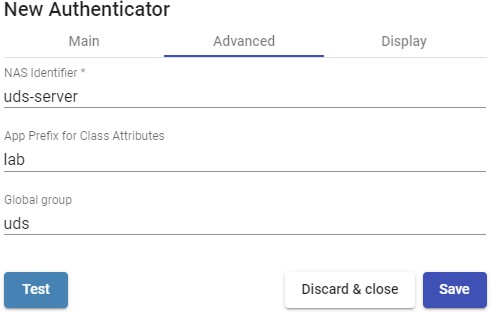 New Authenticator
Main Advanced Display
NAS Identifier *
uds-server
App Prefix for Class Attributes
lab
Global group
uds
Test Discard & close Save